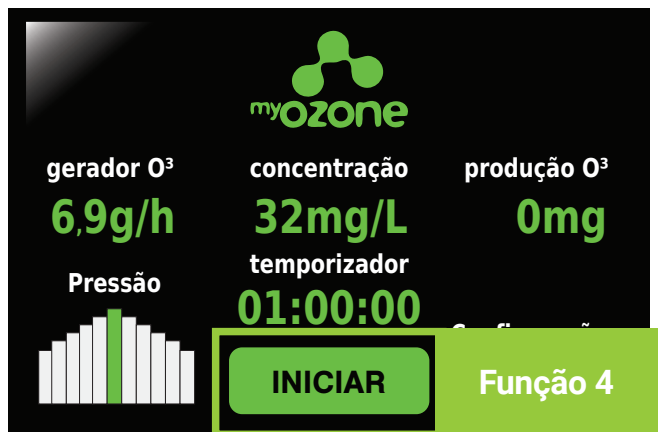 myozone
gerador O³
concentração
produção O³
6,9g/h
32mg/L
0mg
Pressão
temporizador
01:00:00
INICIAR
Função 4